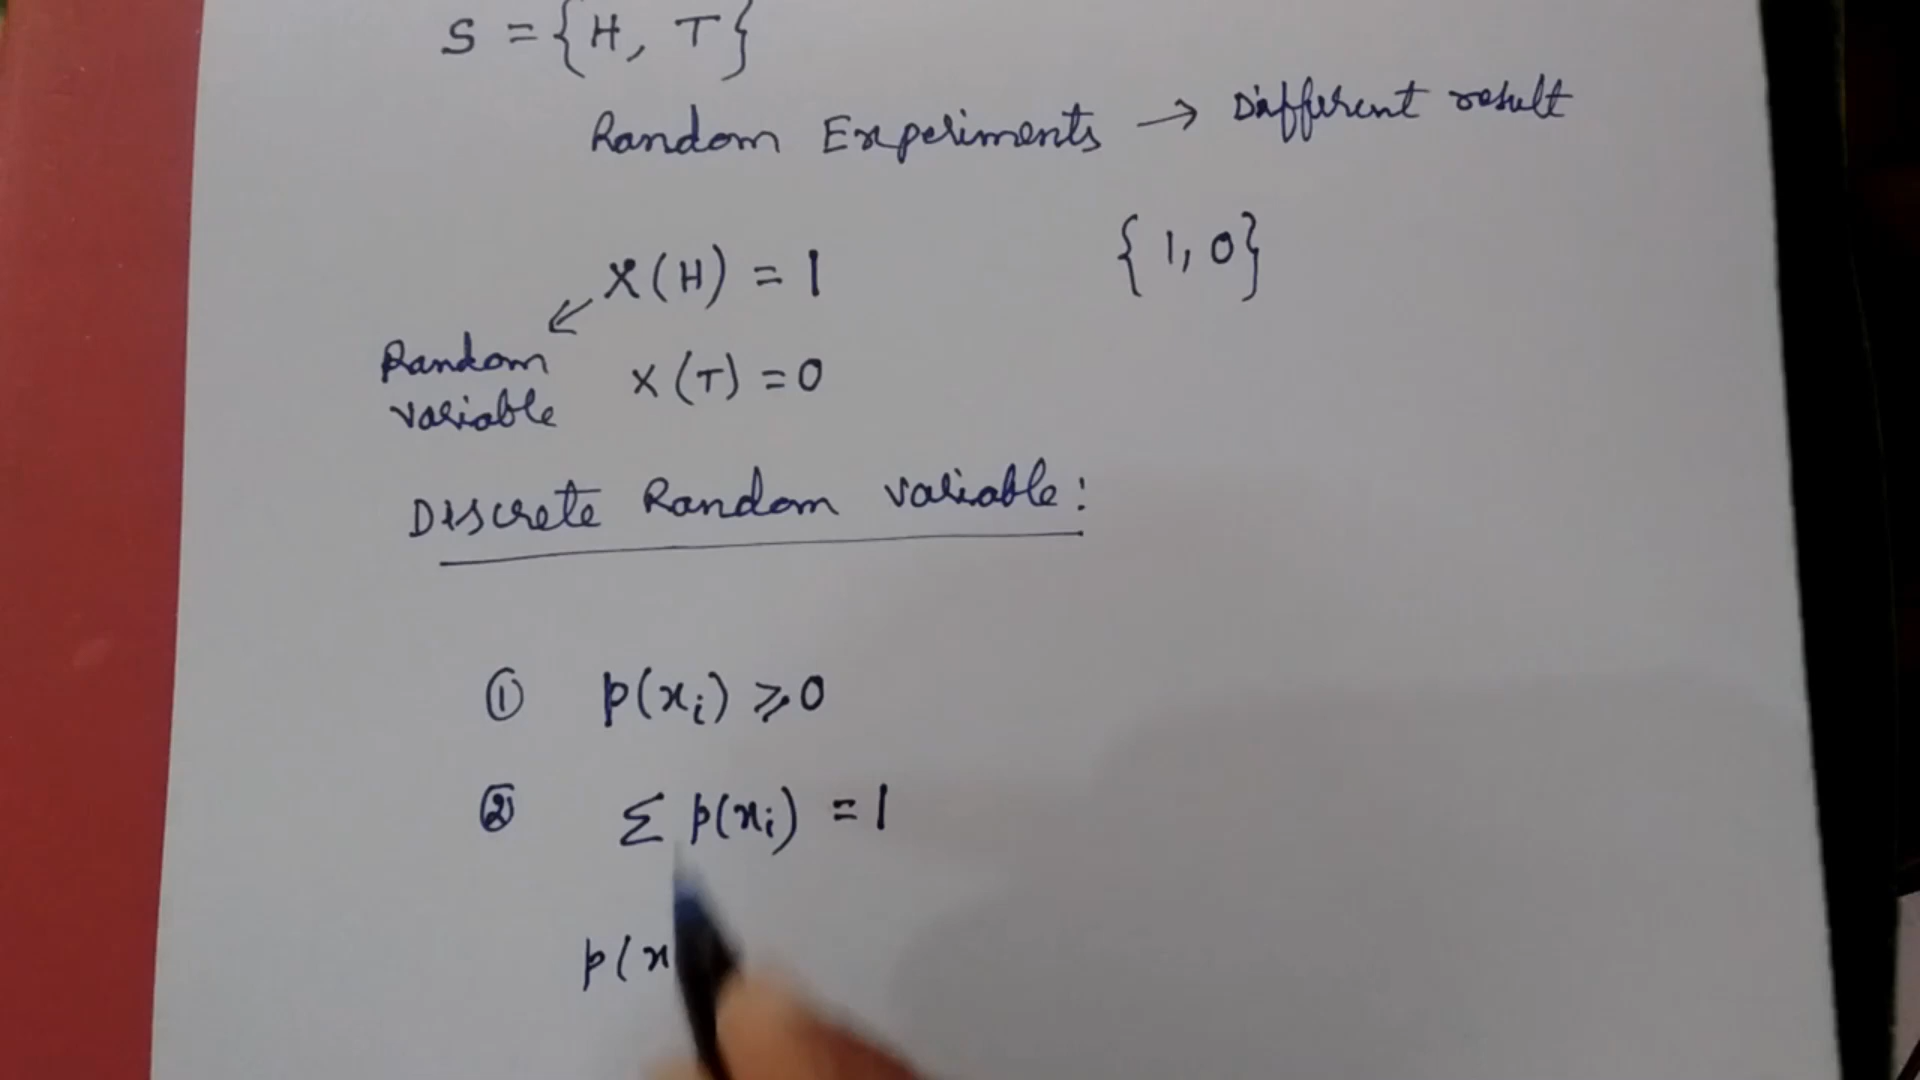 S = {H, T}
Random Experiments → Different result
X(H) = 1
{1, 0}
Random
variable
X(T) = 0
Discrete Random variable:
① p(xᵢ) ⩾ 0
② Σ p(xᵢ) = 1
p(x